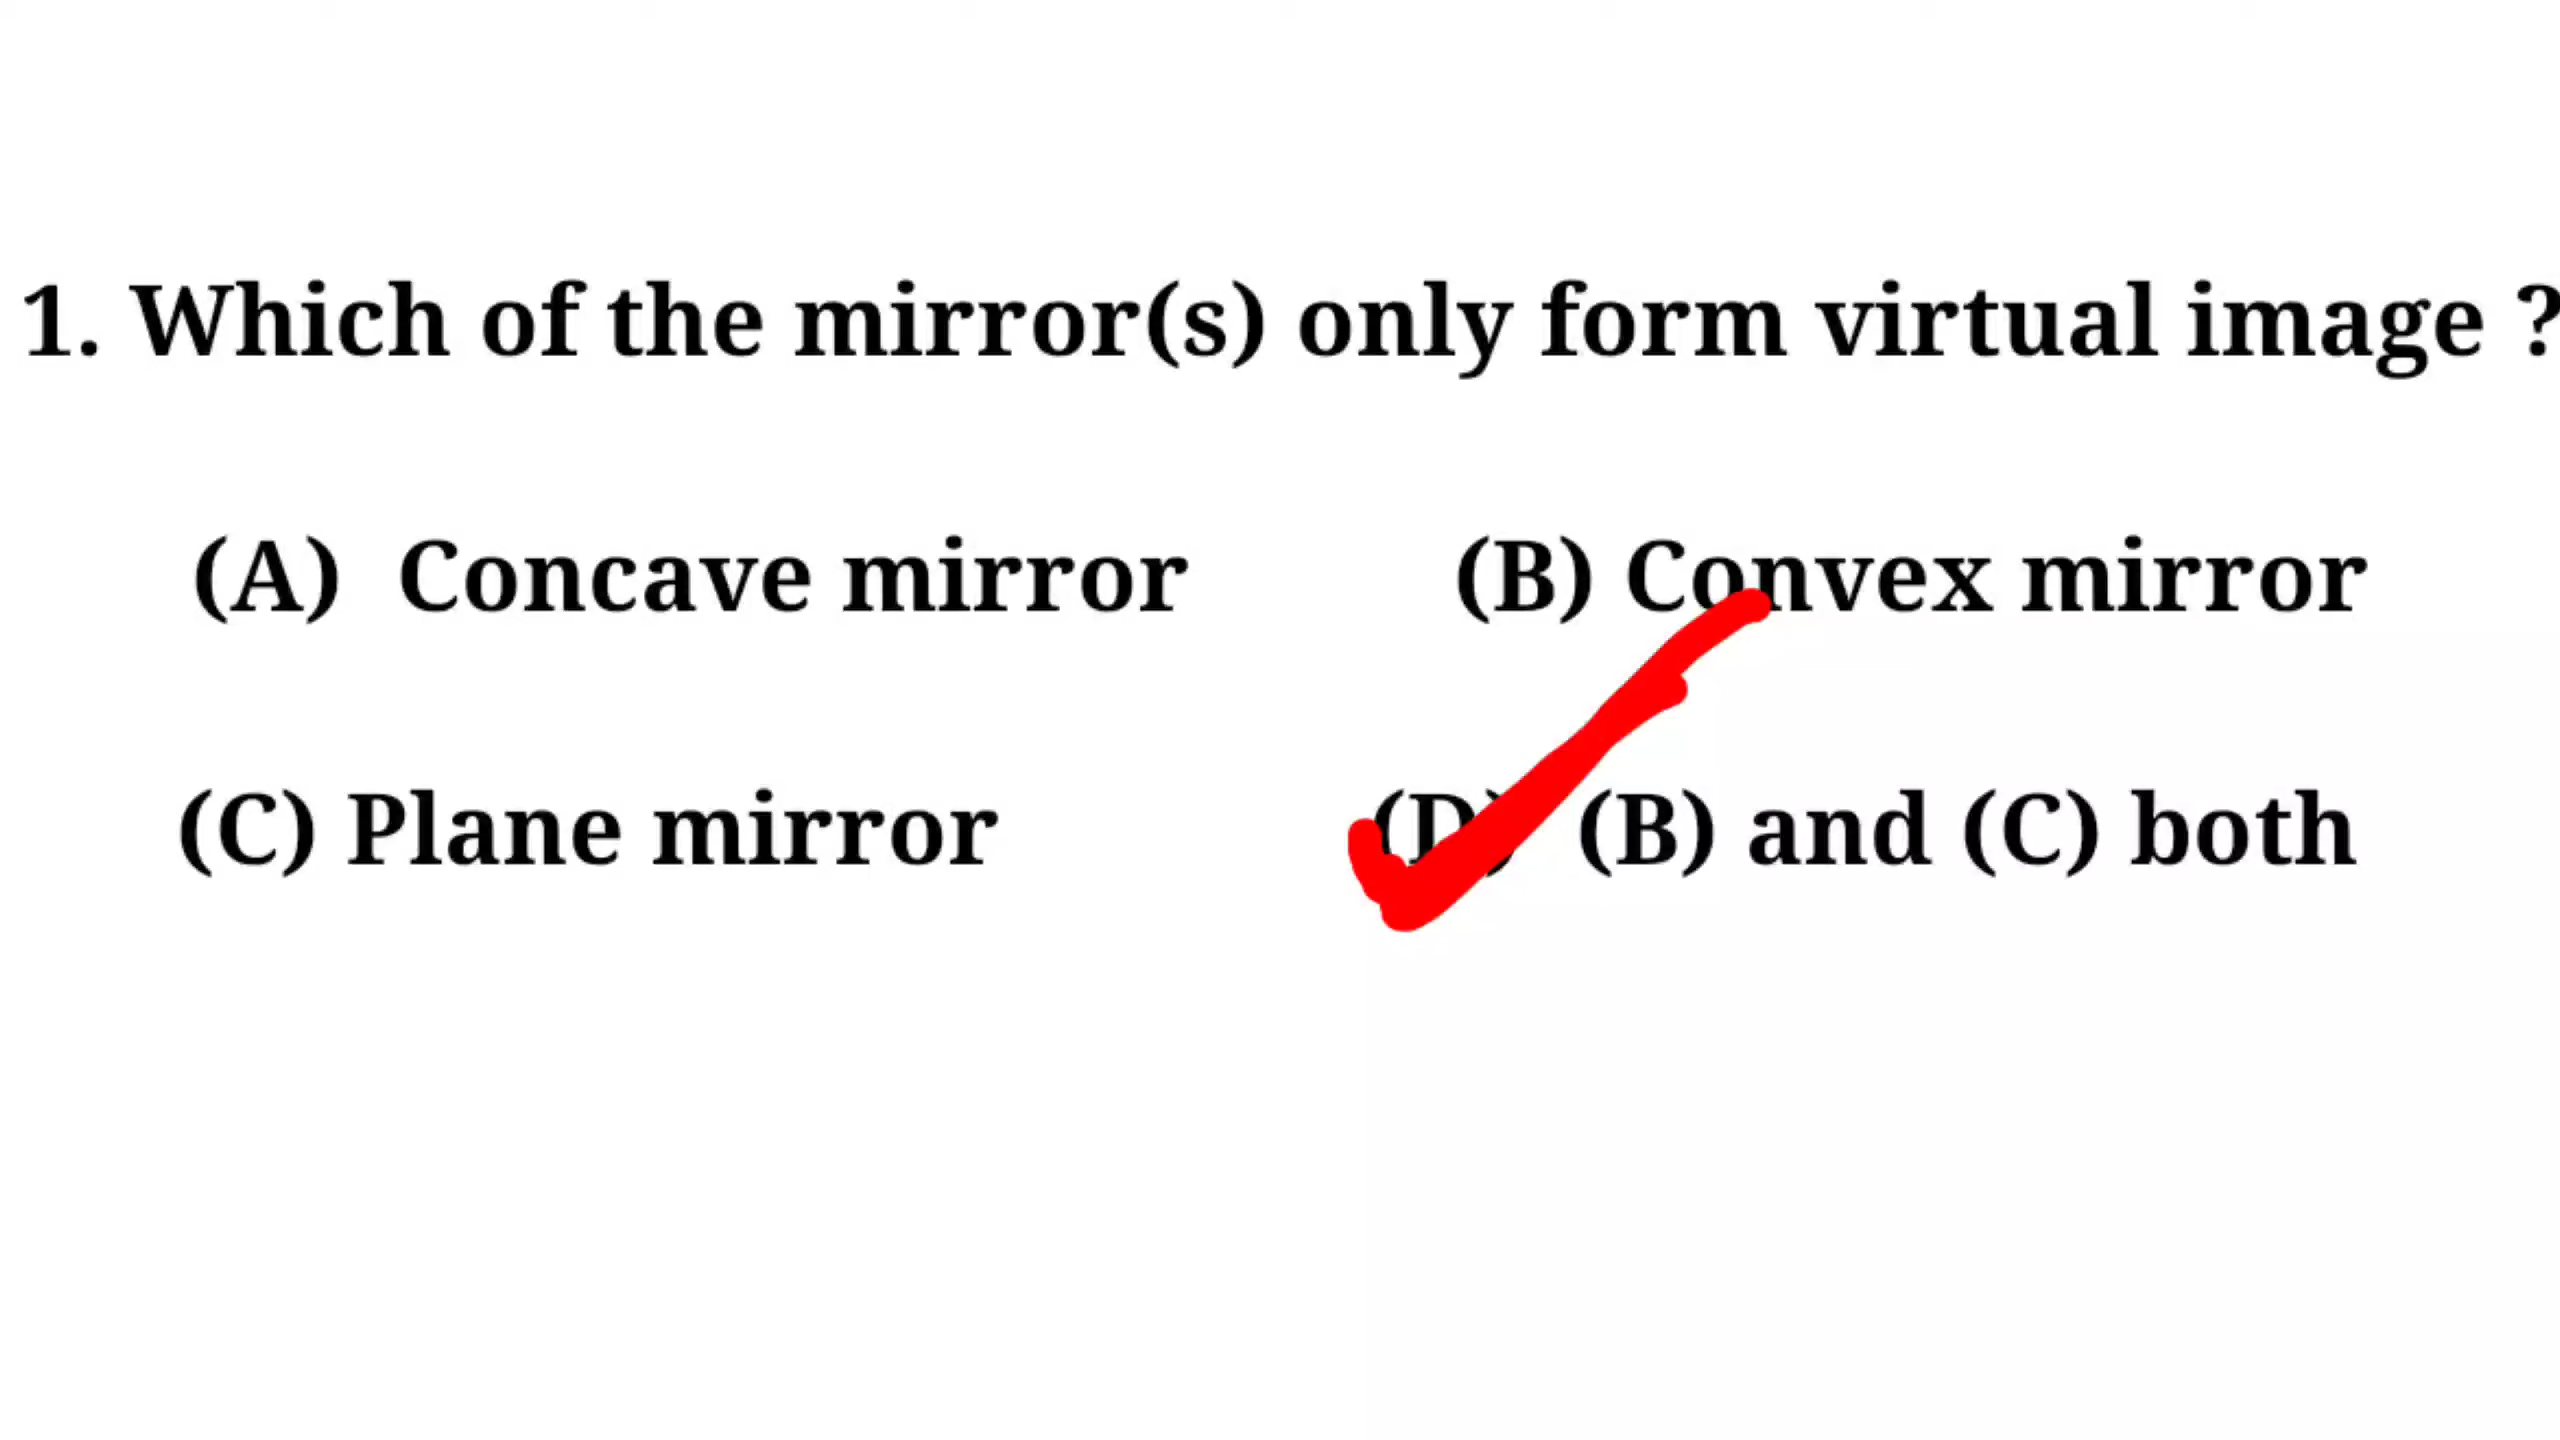 1. Which of the mirror(s) only form virtual image ?
(A) Concave mirror (B) Convex mirror
(C) Plane mirror (D) (B) and (C) both